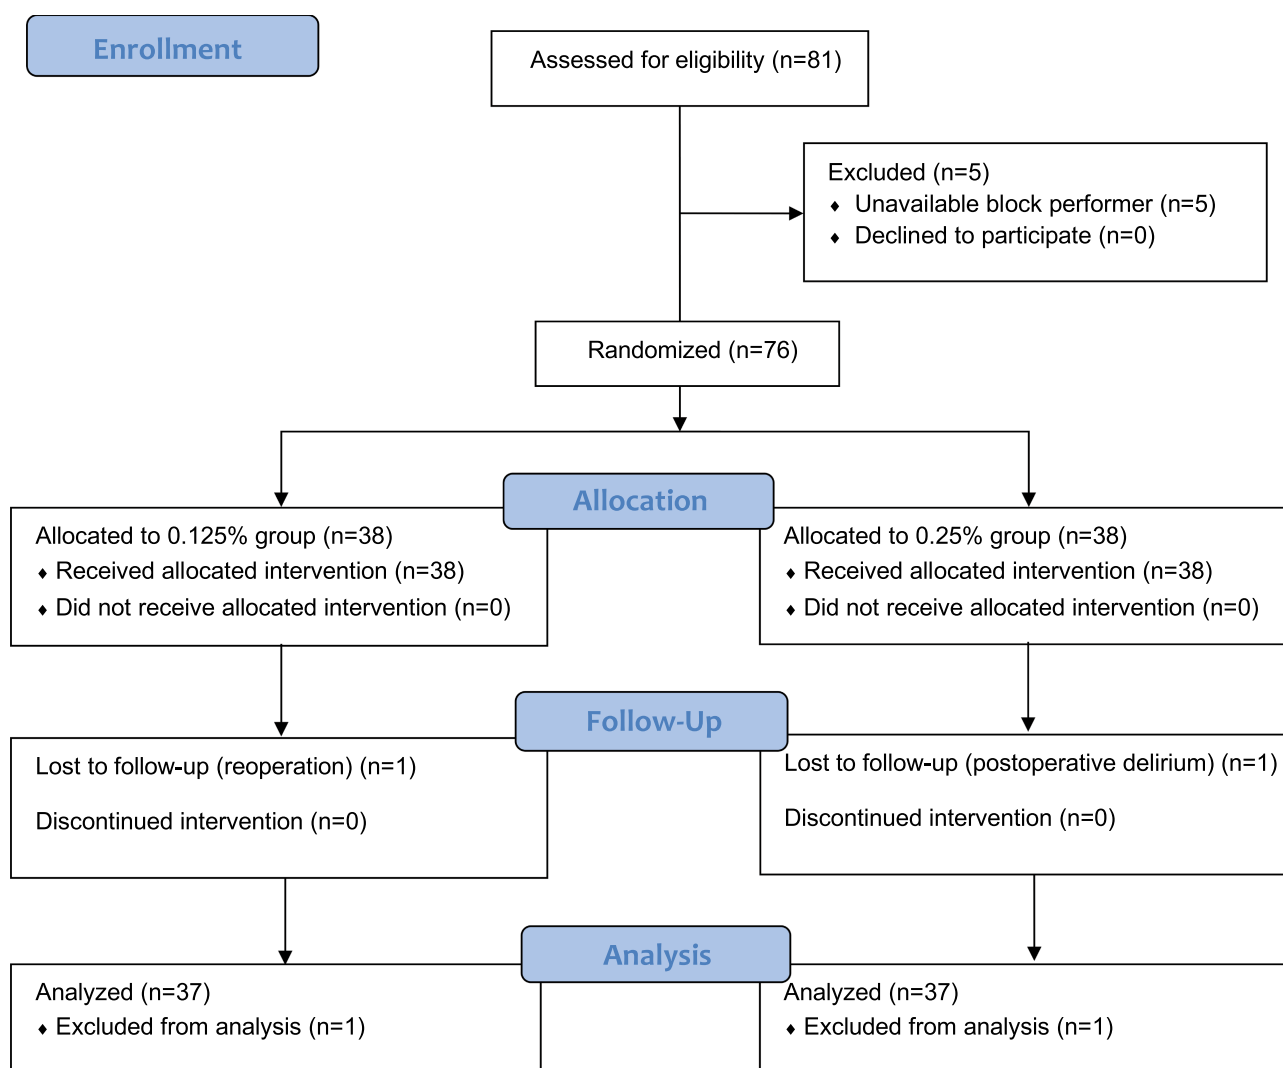 Enrollment
Assessed for eligibility (n=81)
Excluded (n=5)
♦ Unavailable block performer (n=5)
♦ Declined to participate (n=0)
Randomized (n=76)
Allocation
Allocated to 0.125% group (n=38)
♦ Received allocated intervention (n=38)
♦ Did not receive allocated intervention (n=0)
Allocated to 0.25% group (n=38)
♦ Received allocated intervention (n=38)
♦ Did not receive allocated intervention (n=0)
Follow-Up
Lost to follow-up (reoperation) (n=1)
Discontinued intervention (n=0)
Lost to follow-up (postoperative delirium) (n=1)
Discontinued intervention (n=0)
Analysis
Analyzed (n=37)
♦ Excluded from analysis (n=1)
Analyzed (n=37)
♦ Excluded from analysis (n=1)